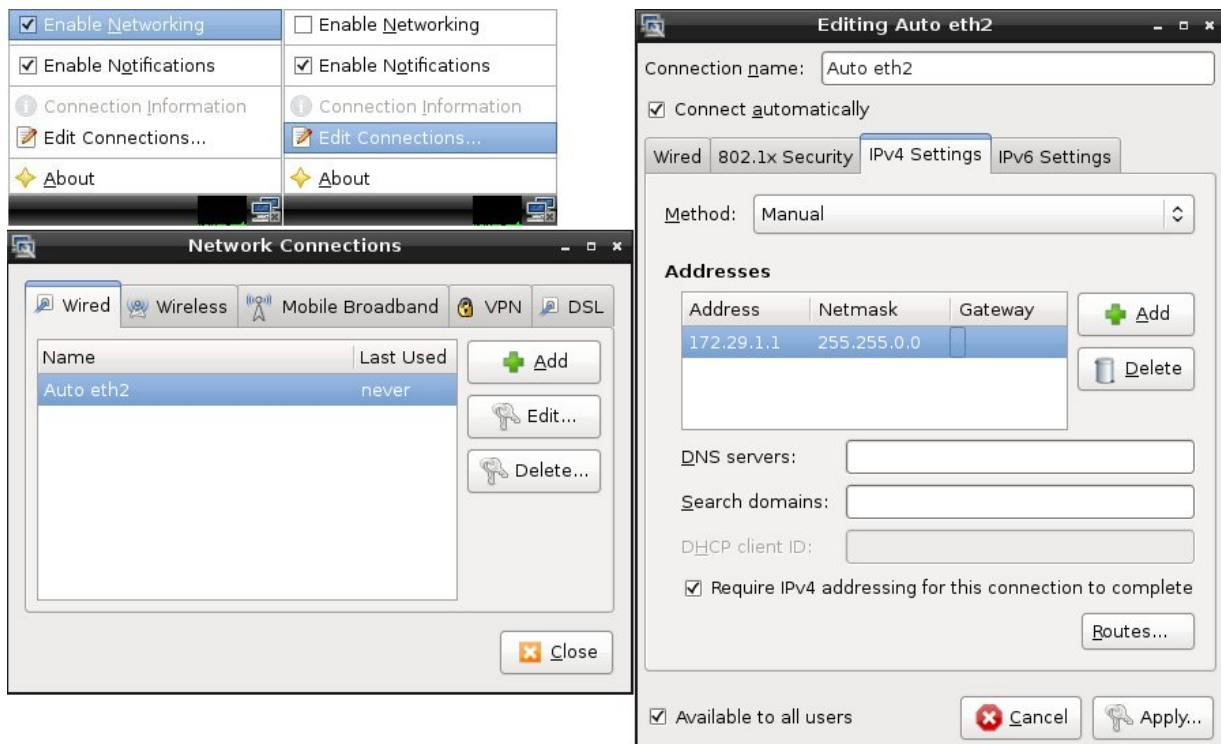 Enable Networking
Enable Notifications
Connection Information
Edit Connections...
About
Enable Networking
Enable Notifications
Connection Information
Edit Connections...
About
Network Connections
Wired Wireless Mobile Broadband VPN DSL
Name Last Used
Auto eth2 never
Add
Edit...
Delete...
Close
Editing Auto eth2
Connection name: Auto eth2
Connect automatically
Wired 802.1x Security IPv4 Settings IPv6 Settings
Method: Manual
Addresses
Address Netmask Gateway
172.29.1.1 255.255.0.0
Add
Delete
DNS servers:
Search domains:
DHCP client ID:
Require IPv4 addressing for this connection to complete
Routes...
Available to all users
Cancel
Apply...